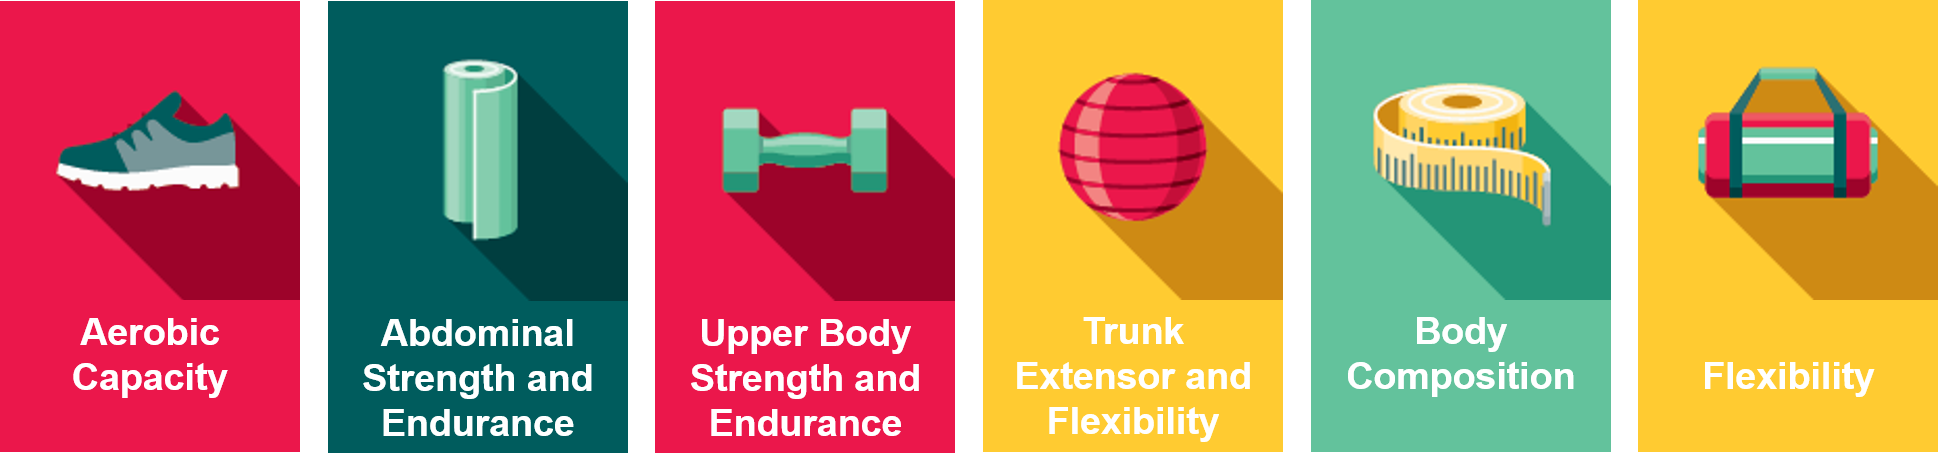 Aerobic
Capacity
Abdominal
Strength and
Endurance
Upper Body
Strength and
Endurance
Trunk
Extensor and
Flexibility
Body
Composition
Flexibility